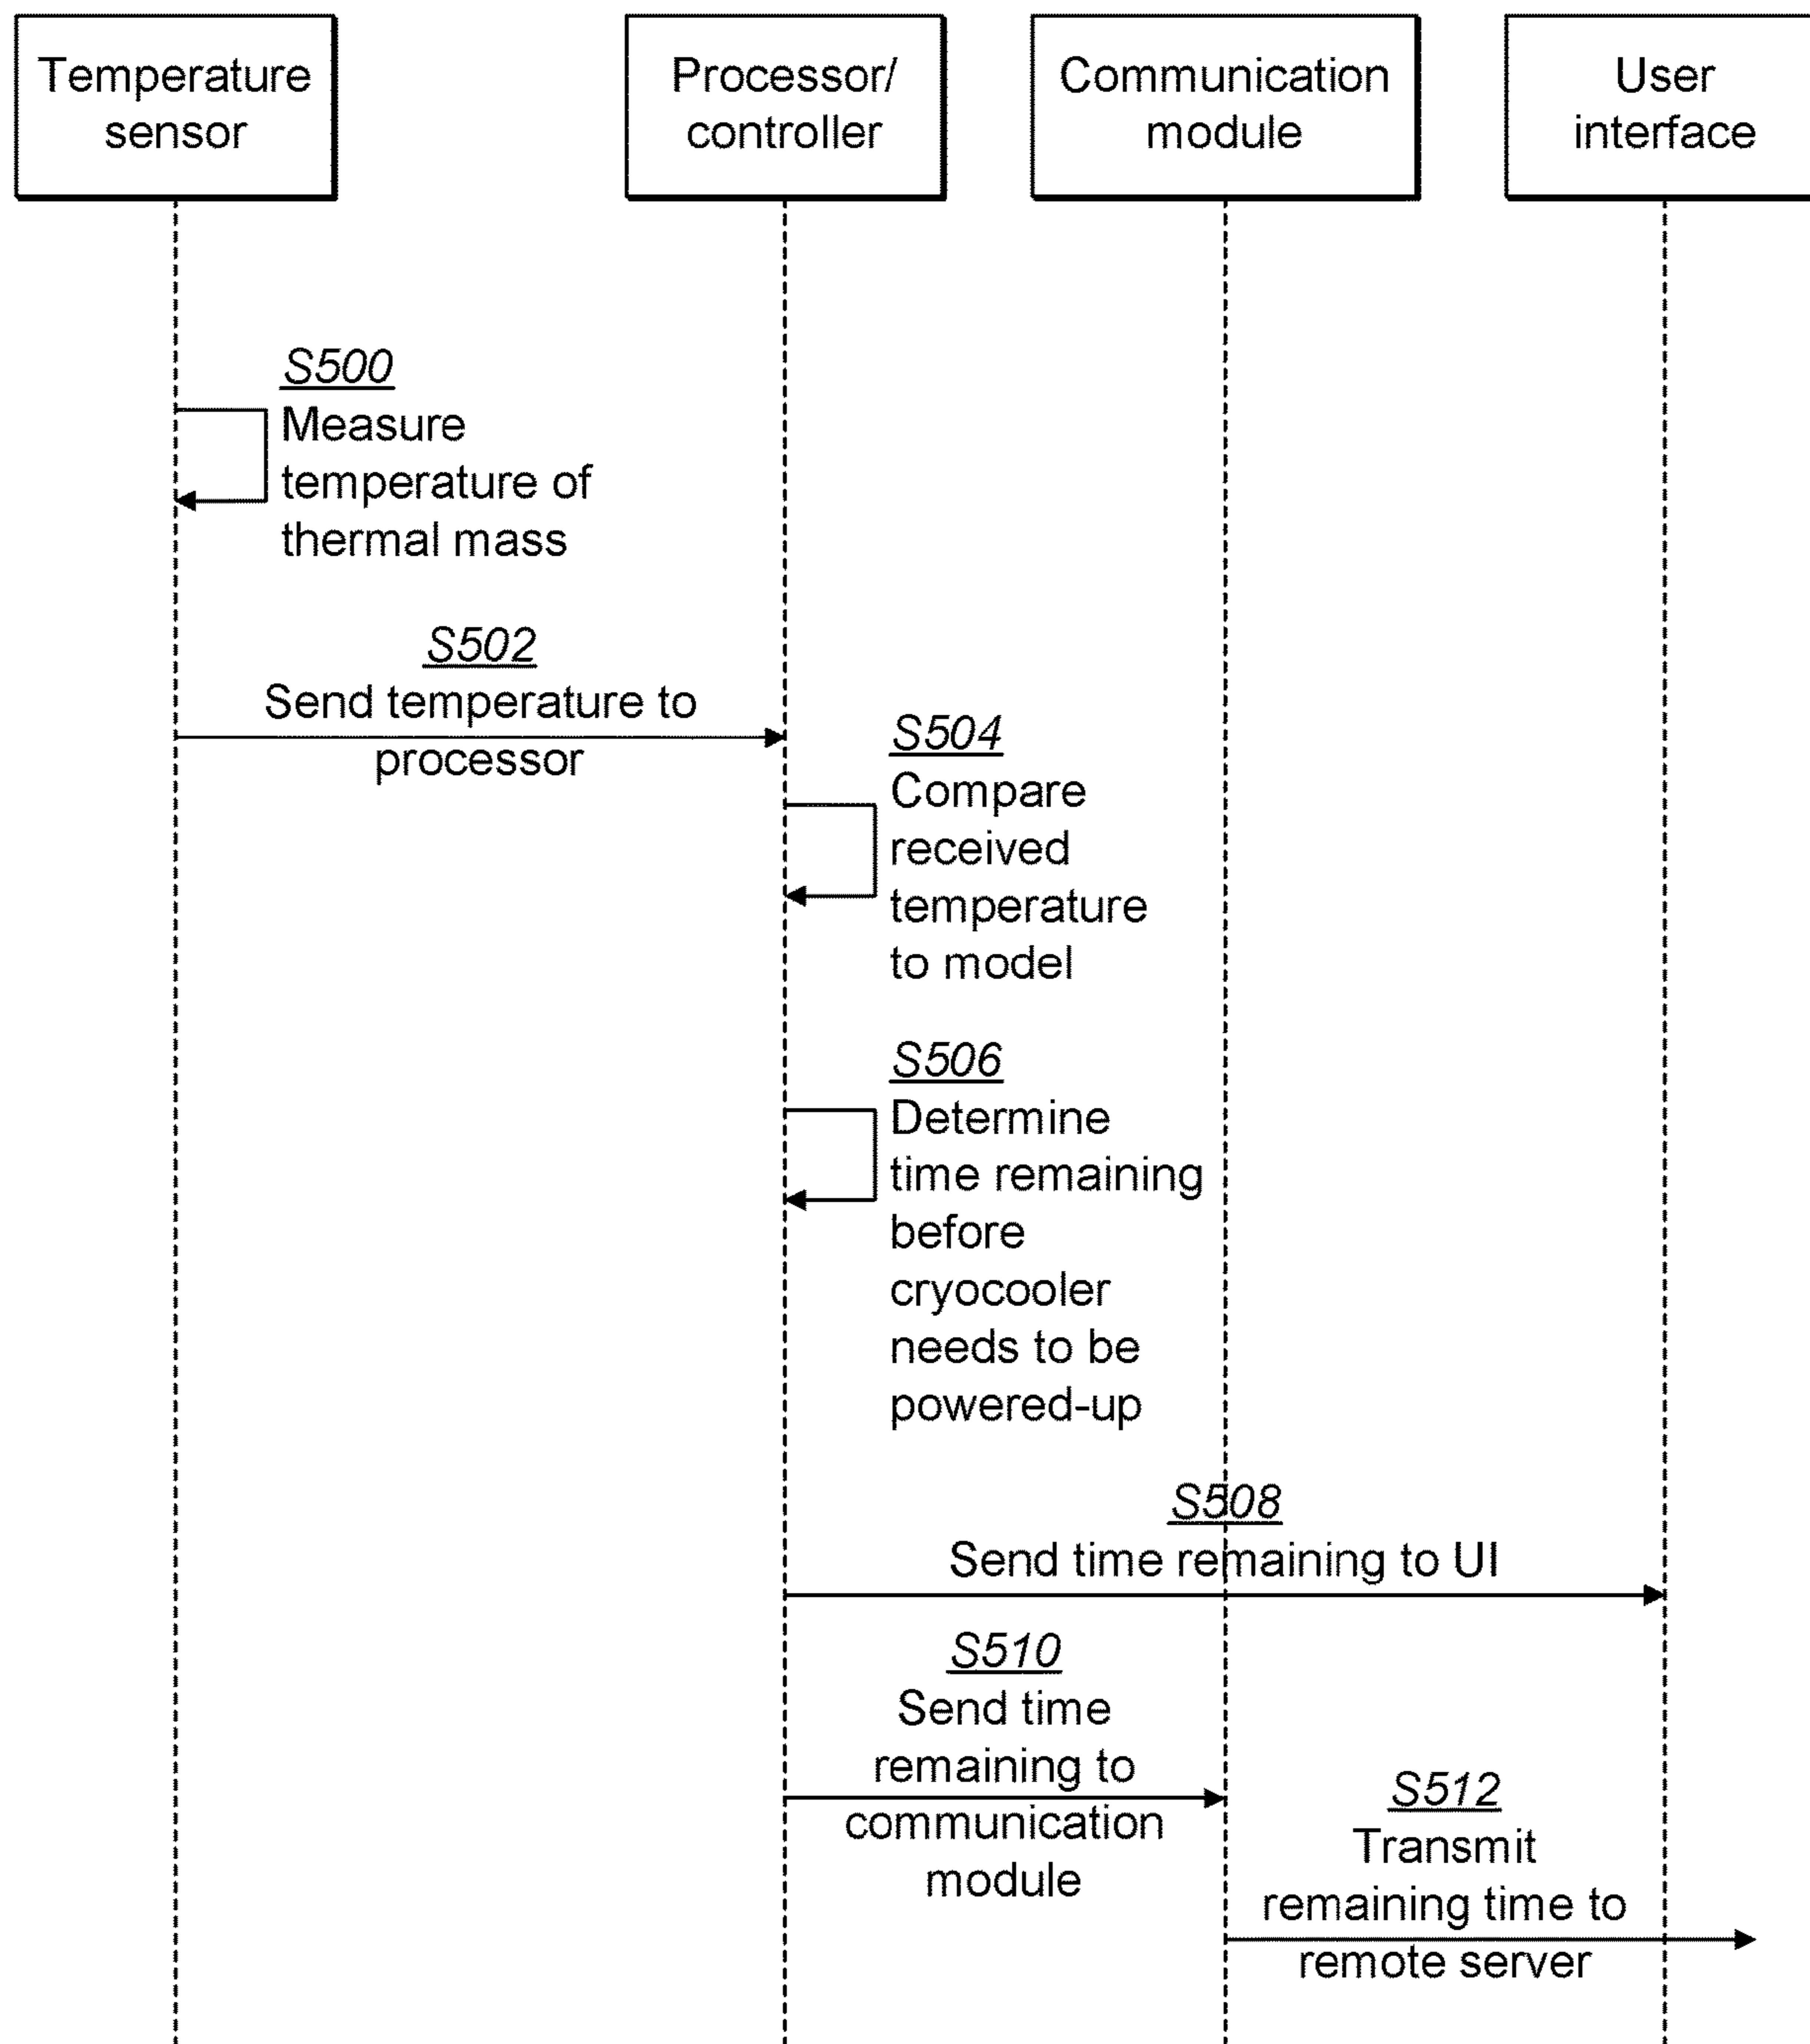 Temperature
sensor
Processor/
controller
Communication
module
User
interface
S500
Measure
temperature of
thermal mass
S502
Send temperature to
processor
S504
Compare
received
temperature
to model
S506
Determine
time remaining
before
cryocooler
needs to be
powered-up
S508
Send time remaining to UI
S510
Send time
remaining to
communication
module
S512
Transmit
remaining time to
remote server